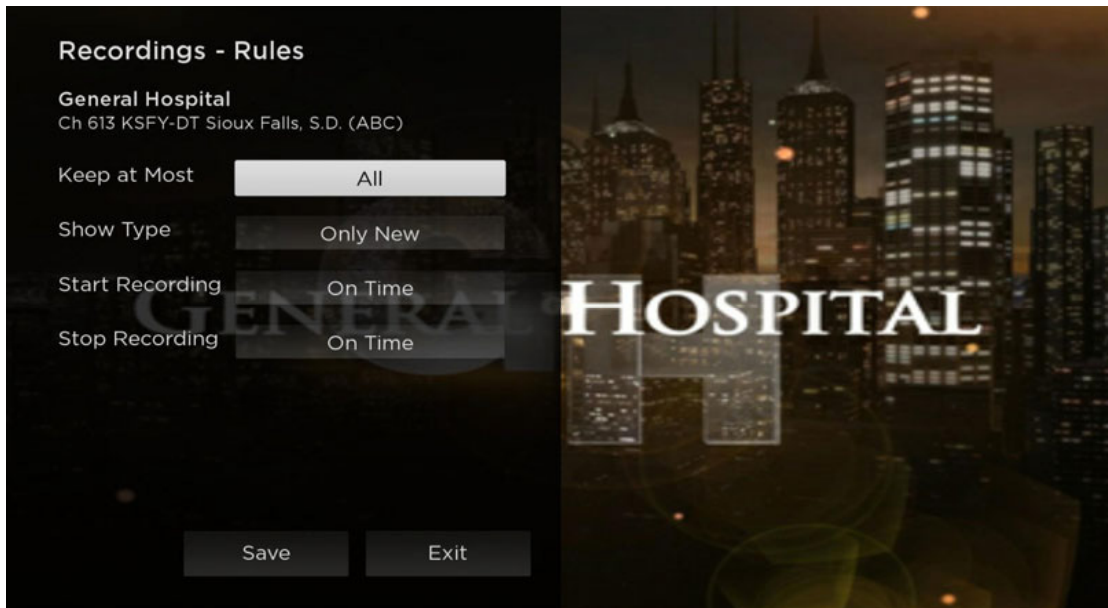 Recordings - Rules
General Hospital
Ch 613 KSFY-DT Sioux Falls, S.D. (ABC)
Keep at Most All
Show Type Only New
Start Recording On Time
Stop Recording On Time
GENERAL HOSPITAL
GH
Save Exit